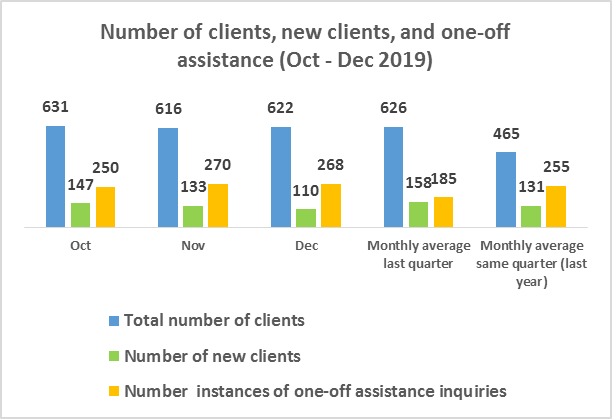 Number of clients, new clients, and one-off
assistance (Oct - Dec 2019)
631
147
250
616
133
270
622
110
268
626
158
185
465
131
255
Oct
Nov
Dec
Monthly average
last quarter
Monthly average
same quarter (last
year)
Total number of clients
Number of new clients
Number instances of one-off assistance inquiries